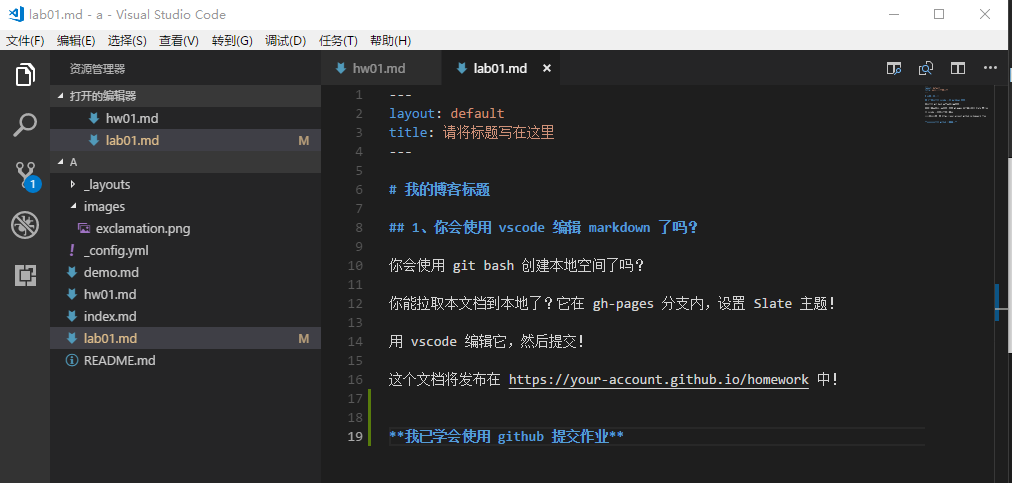 lab01.md - a - Visual Studio Code
文件(F) 编辑(E) 选择(S) 查看(V) 转到(G) 调试(D) 任务(T) 帮助(H)
资源管理器
打开的编辑器
hw01.md
lab01.md M
A
_layouts
images
exclamation.png
! _config.yml
demo.md
hw01.md
index.md
lab01.md M
README.md
1
hw01.md lab01.md ×
1 ---
2 layout: default
3 title: 请将标题写在这里
4 ---
5
6 # 我的博客标题
7
8 ## 1、你会使用 vscode 编辑 markdown 了吗？
9
10 你会使用 git bash 创建本地空间了吗？
11
12 你能拉取本文档到本地了？它在 gh-pages 分支内，设置 Slate 主题！
13
14 用 vscode 编辑它，然后提交！
15
16 这个文档将发布在 https://your-account.github.io/homework 中！
17
18
19 **我已学会使用 github 提交作业**